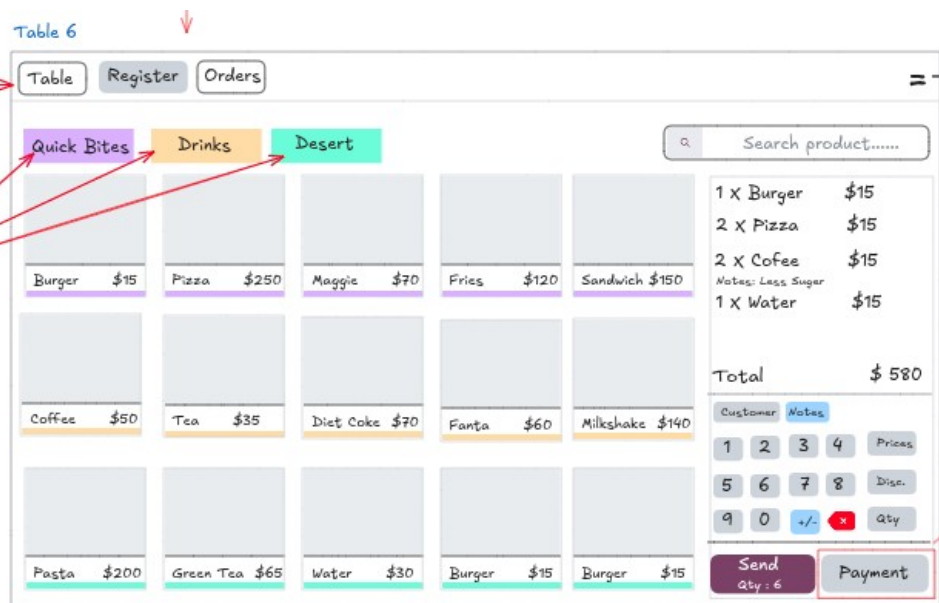 Table 6
Table Register Orders =
Quick Bites Drinks Desert Search product......
Burger $15 Pizza $250 Maggie $70 Fries $120 Sandwich $150
Coffee $50 Tea $35 Diet Coke $70 Fanta $60 Milkshake $140
Pasta $200 Green Tea $65 Water $30 Burger $15 Burger $15
1 x Burger $15
2 x Pizza $15
2 x Cofee $15
Notes: Less Suger
1 x Water $15
Total $ 580
Customer Notes
1 2 3 4 Prices
5 6 7 8 Disc.
9 0 +/- x Qty
Send
Qty : 6
Payment